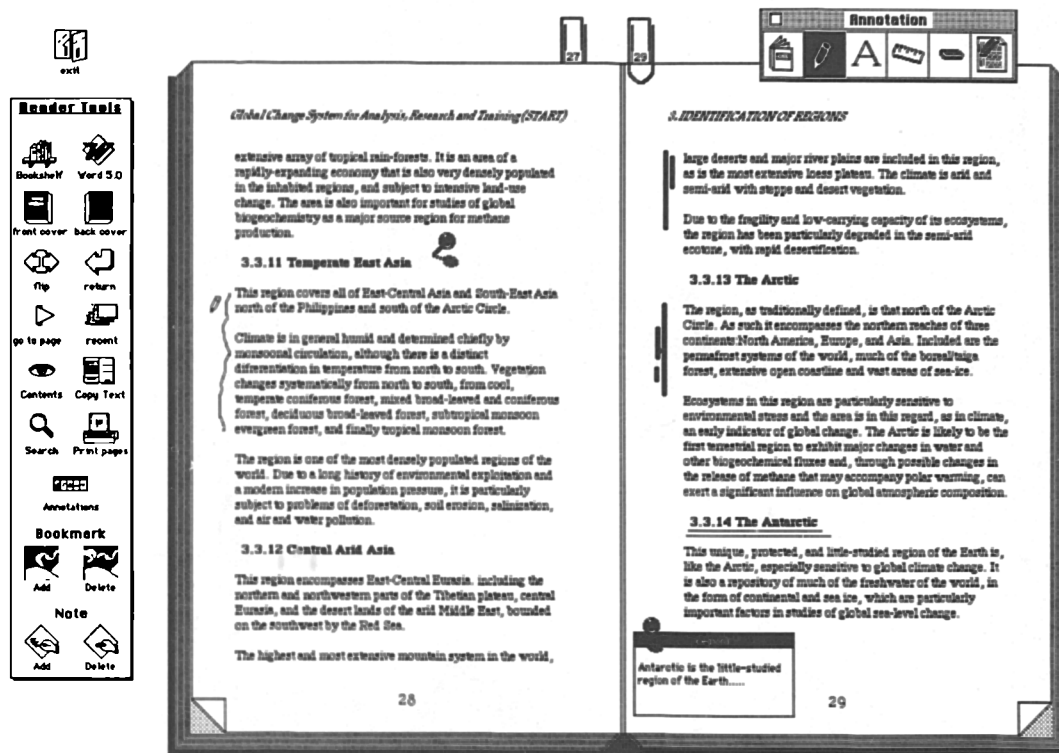 exit
Reader Tools
Bookshelf Word 5.0
front cover back cover
flip return
go to page recent
Contents Copy Text
Search Print pages
Annotations
Bookmark
Add Delete
Note
Add Delete
27
29
Annotation
A
Global Change System for Analysis, Research and Training (START)
extensive array of tropical rain-forests. It is an area of a
rapidly-expanding economy that is also very densely populated
in the inhabited regions, and subject to intensive land-use
change. The area is also important for studies of global
biogeochemistry as a major source region for methane
production.
3.3.11 Temperate East Asia
This region covers all of East-Central Asia and South-East Asia
north of the Philippines and south of the Arctic Circle.
Climate is in general humid and determined chiefly by
monsoonal circulation, although there is a distinct
differentiation in temperature from north to south. Vegetation
changes systematically from north to south, from cool,
temperate coniferous forest, mixed broad-leaved and coniferous
forest, deciduous broad-leaved forest, subtropical monsoon
evergreen forest, and finally tropical monsoon forest.
The region is one of the most densely populated regions of the
world. Due to a long history of environmental exploitation and
a modern increase in population pressure, it is particularly
subject to problems of deforestation, soil erosion, salinization,
and air and water pollution.
3.3.12 Central Arid Asia
This region encompasses East-Central Eurasia. including the
northern and northwestern parts of the Tibetian plateau, central
Eurasia, and the desert lands of the arid Middle East, bounded
on the southwest by the Red Sea.
The highest and most extensive mountain system in the world,
28
3. IDENTIFICATION OF REGIONS
large deserts and major river plains are included in this region,
as is the most extensive loess plateau. The climate is arid and
semi-arid with steppe and desert vegetation.
Due to the fragility and low-carrying capacity of its ecosystems,
the region has been particularly degraded in the semi-arid
ecotone, with rapid desertification.
3.3.13 The Arctic
The region, as traditionally defined, is that north of the Arctic
Circle. As such it encompasses the northern reaches of three
continents:North America, Europe, and Asia. Included are the
permafrost systems of the world, much of the boreal/taiga
forest, extensive open coastline and vast areas of sea-ice.
Ecosystems in this region are particularly sensitive to
environmental stress and the area is in this regard, as in climate,
an early indicator of global change. The Arctic is likely to be the
first terrestrial region to exhibit major changes in water and
other biogeochemical fluxes and, through possible changes in
the release of methane that may accompany polar warming, can
exert a significant influence on global atmospheric composition.
3.3.14 The Antarctic
This unique, protected, and little-studied region of the Earth is,
like the Arctic, especially sensitive to global climate change. It
is also a repository of much of the freshwater of the world, in
the form of continental and sea ice, which are particularly
important factors in studies of global sea-level change.
Antarctic is the little-studied
region of the Earth.....
29